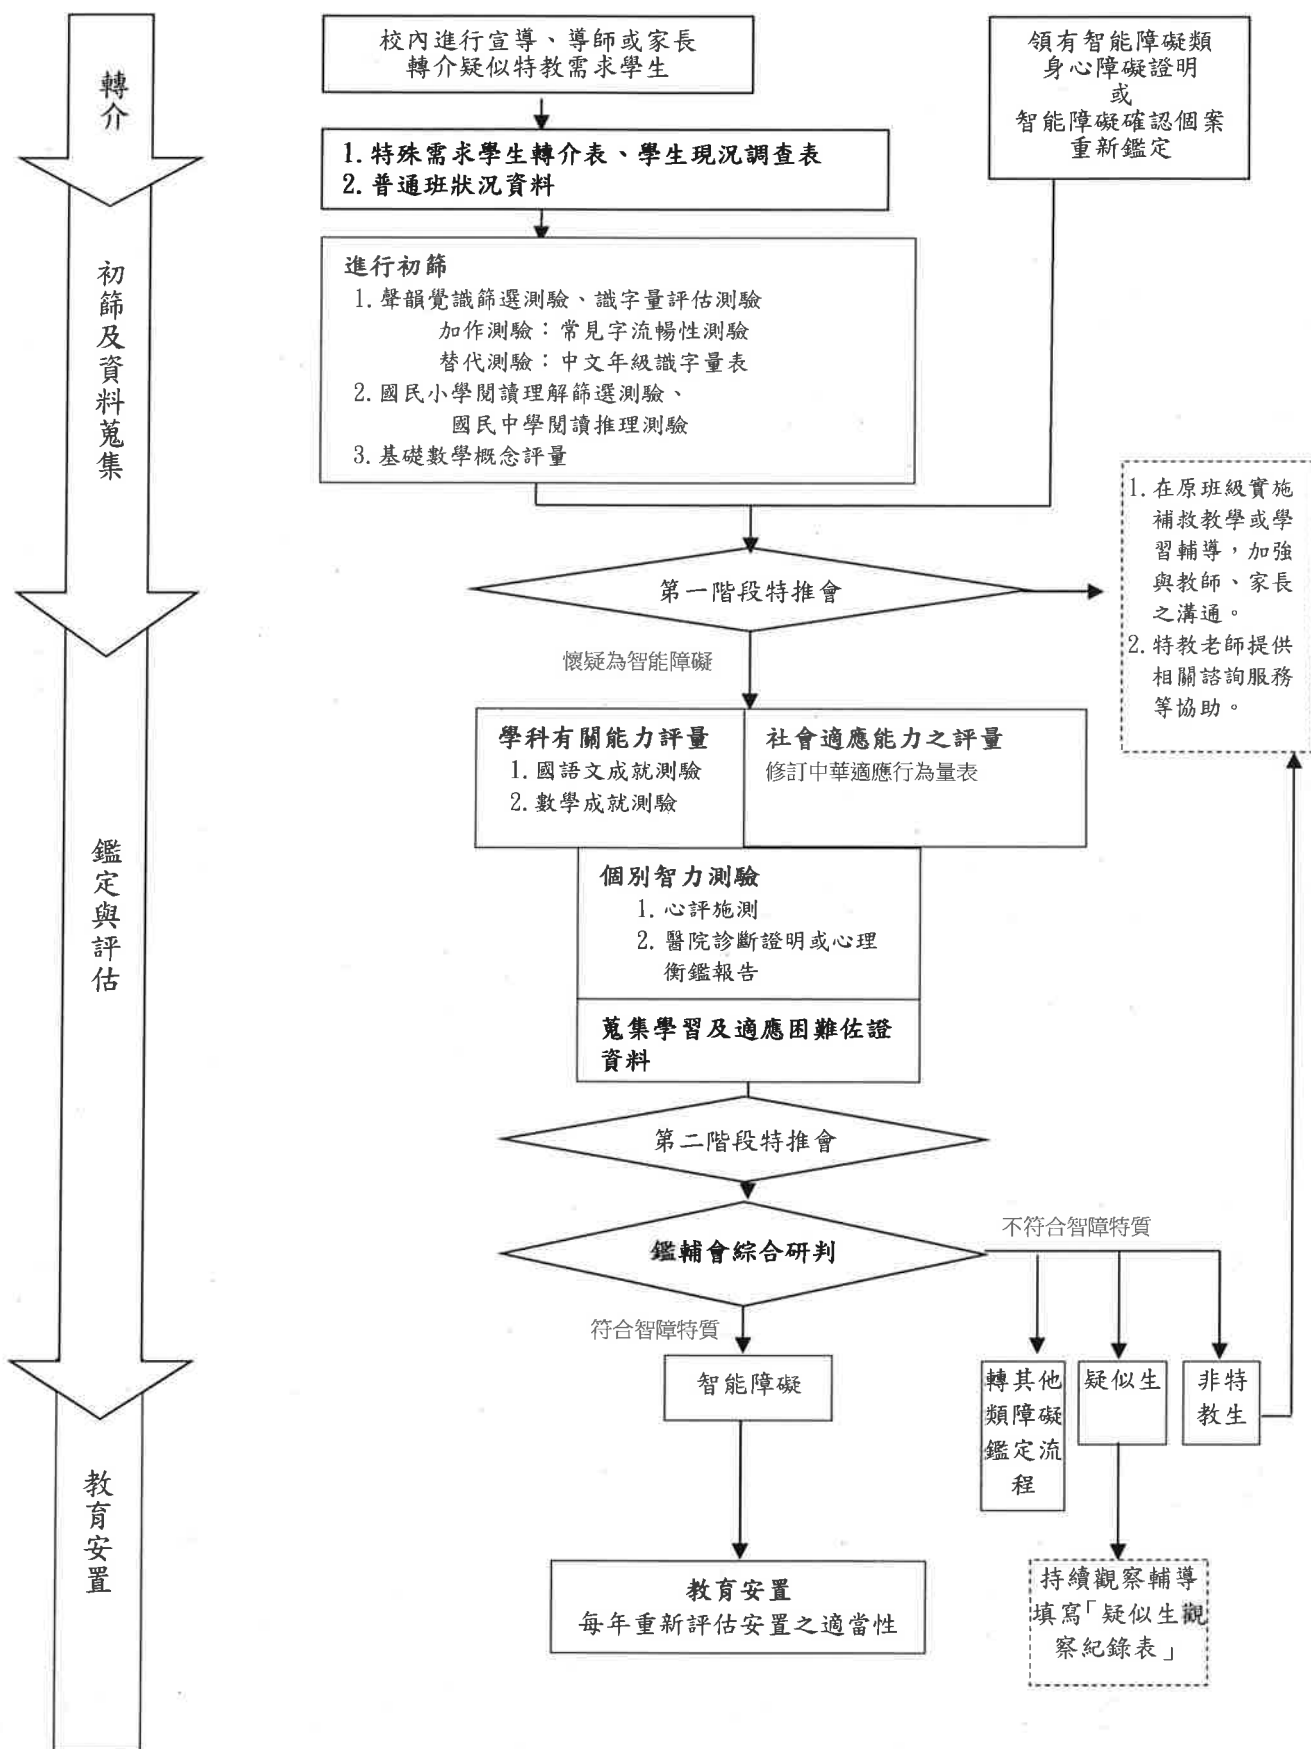 轉介
校內進行宣導、導師或家長
轉介疑似特教需求學生
領有智能障礙類
身心障礙證明
或
智能障礙確認個案
重新鑑定
1. 特殊需求學生轉介表、學生現況調查表
2. 普通班狀況資料
初篩及資料蒐集
進行初篩
1. 聲韻覺識篩選測驗、識字量評估測驗
加作測驗：常見字流暢性測驗
替代測驗：中文年級識字量表
2. 國民小學閱讀理解篩選測驗、
國民中學閱讀推理測驗
3. 基礎數學概念評量
第一階段特推會
1. 在原班級實施
補救教學或學
習輔導，加強
與教師、家長
之溝通。
2. 特教老師提供
相關諮詢服務
等協助。
懷疑為智能障礙
鑑定與評估
學科有關能力評量
1. 國語文成就測驗
2. 數學成就測驗
社會適應能力之評量
修訂中華適應行為量表
個別智力測驗
1. 心評施測
2. 醫院診斷證明或心理
衡鑑報告
蒐集學習及適應困難佐證
資料
第二階段特推會
鑑輔會綜合研判
不符合智障特質
符合智障特質
智能障礙
轉其他
類障礙
鑑定流
程
疑似生
非特
教生
教育安置
教育安置
每年重新評估安置之適當性
持續觀察輔導
填寫「疑似生觀
察紀錄表」